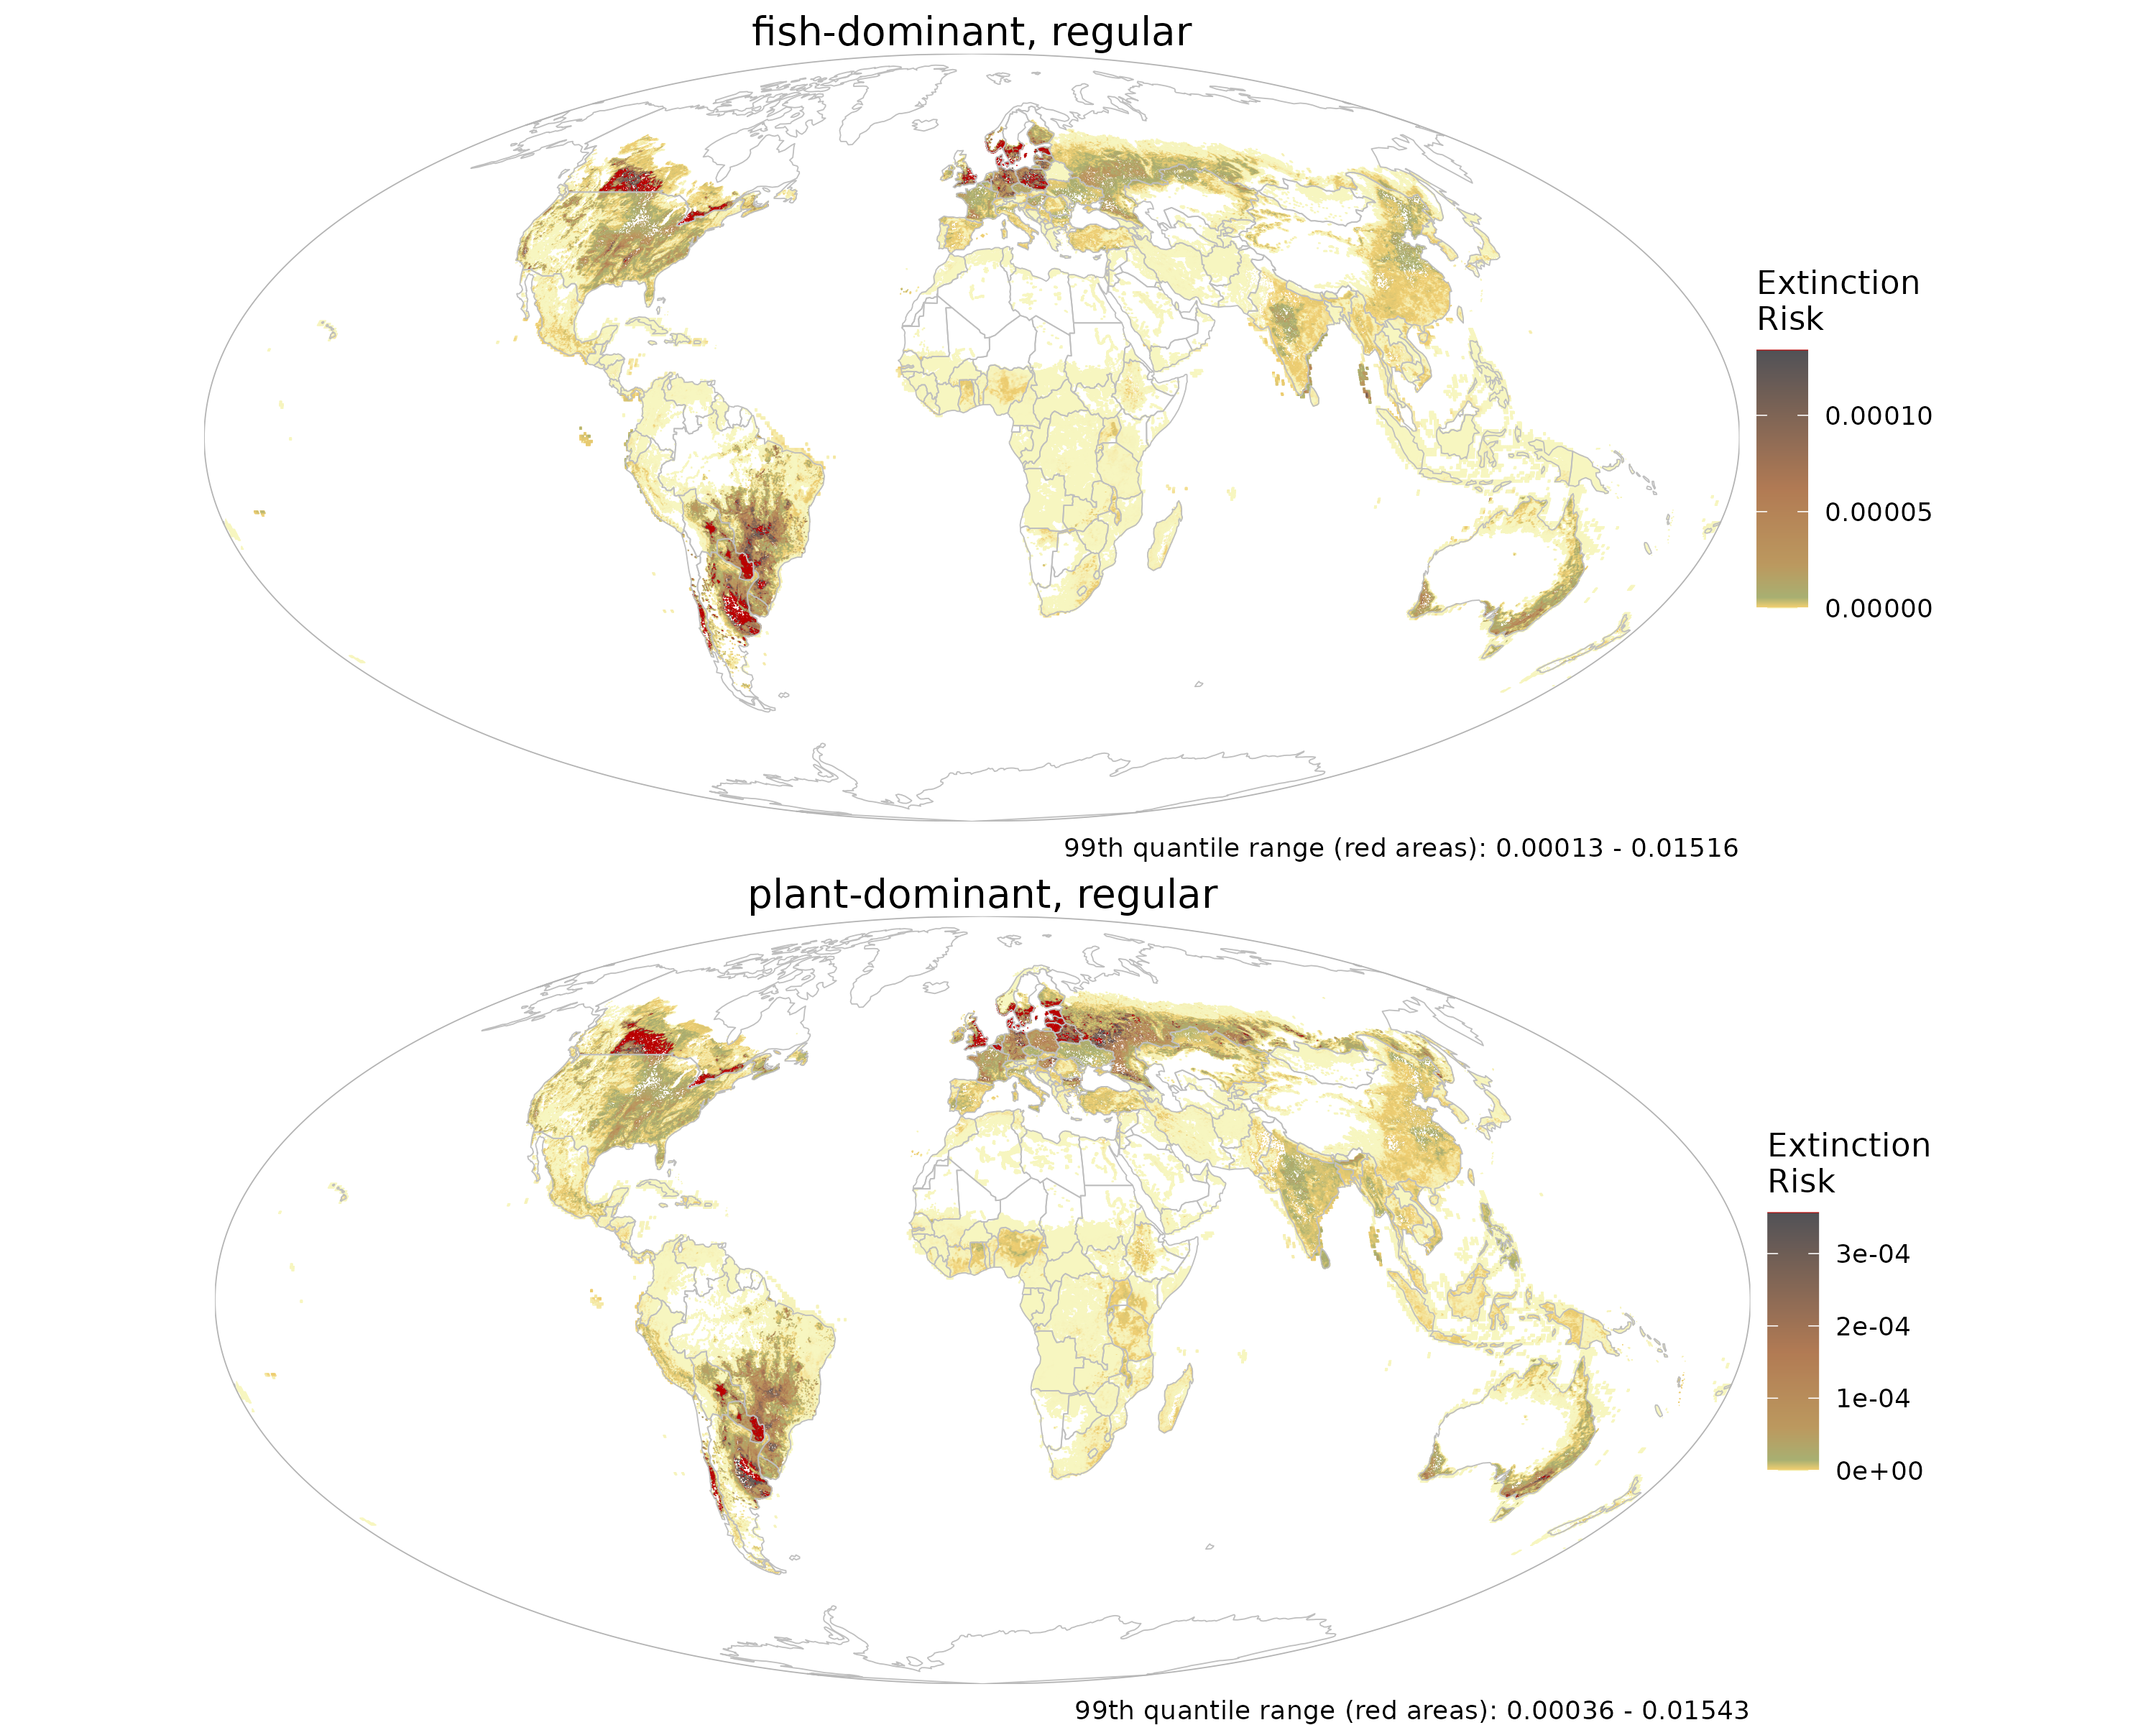 fish-dominant, regular
Extinction
Risk
0.00010
0.00005
0.00000
99th quantile range (red areas): 0.00013 - 0.01516
plant-dominant, regular
Extinction
Risk
3e-04
2e-04
1e-04
0e+00
99th quantile range (red areas): 0.00036 - 0.01543